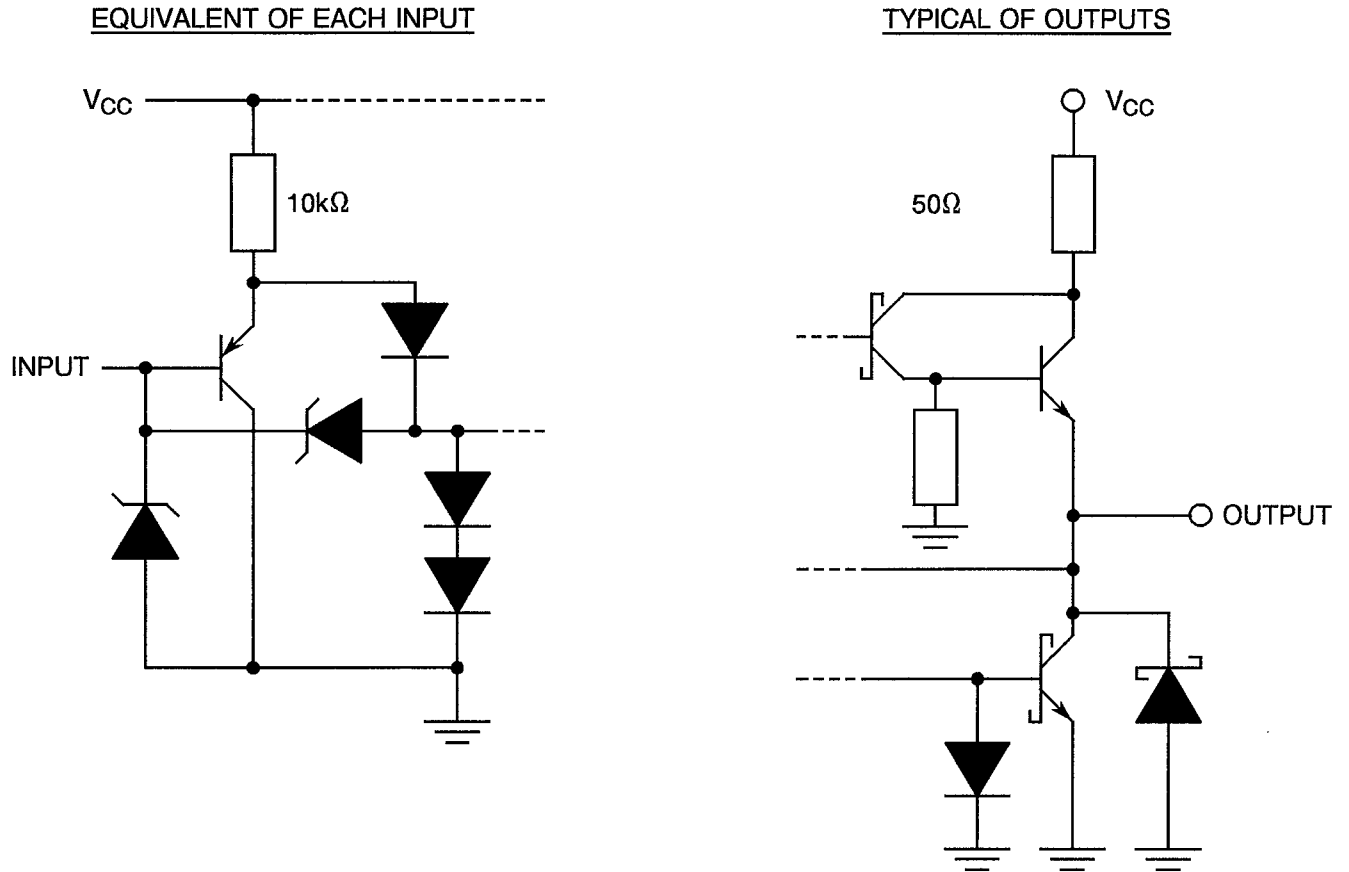 EQUIVALENT OF EACH INPUT
TYPICAL OF OUTPUTS
VCC
VCC
10kΩ
50Ω
INPUT
OUTPUT